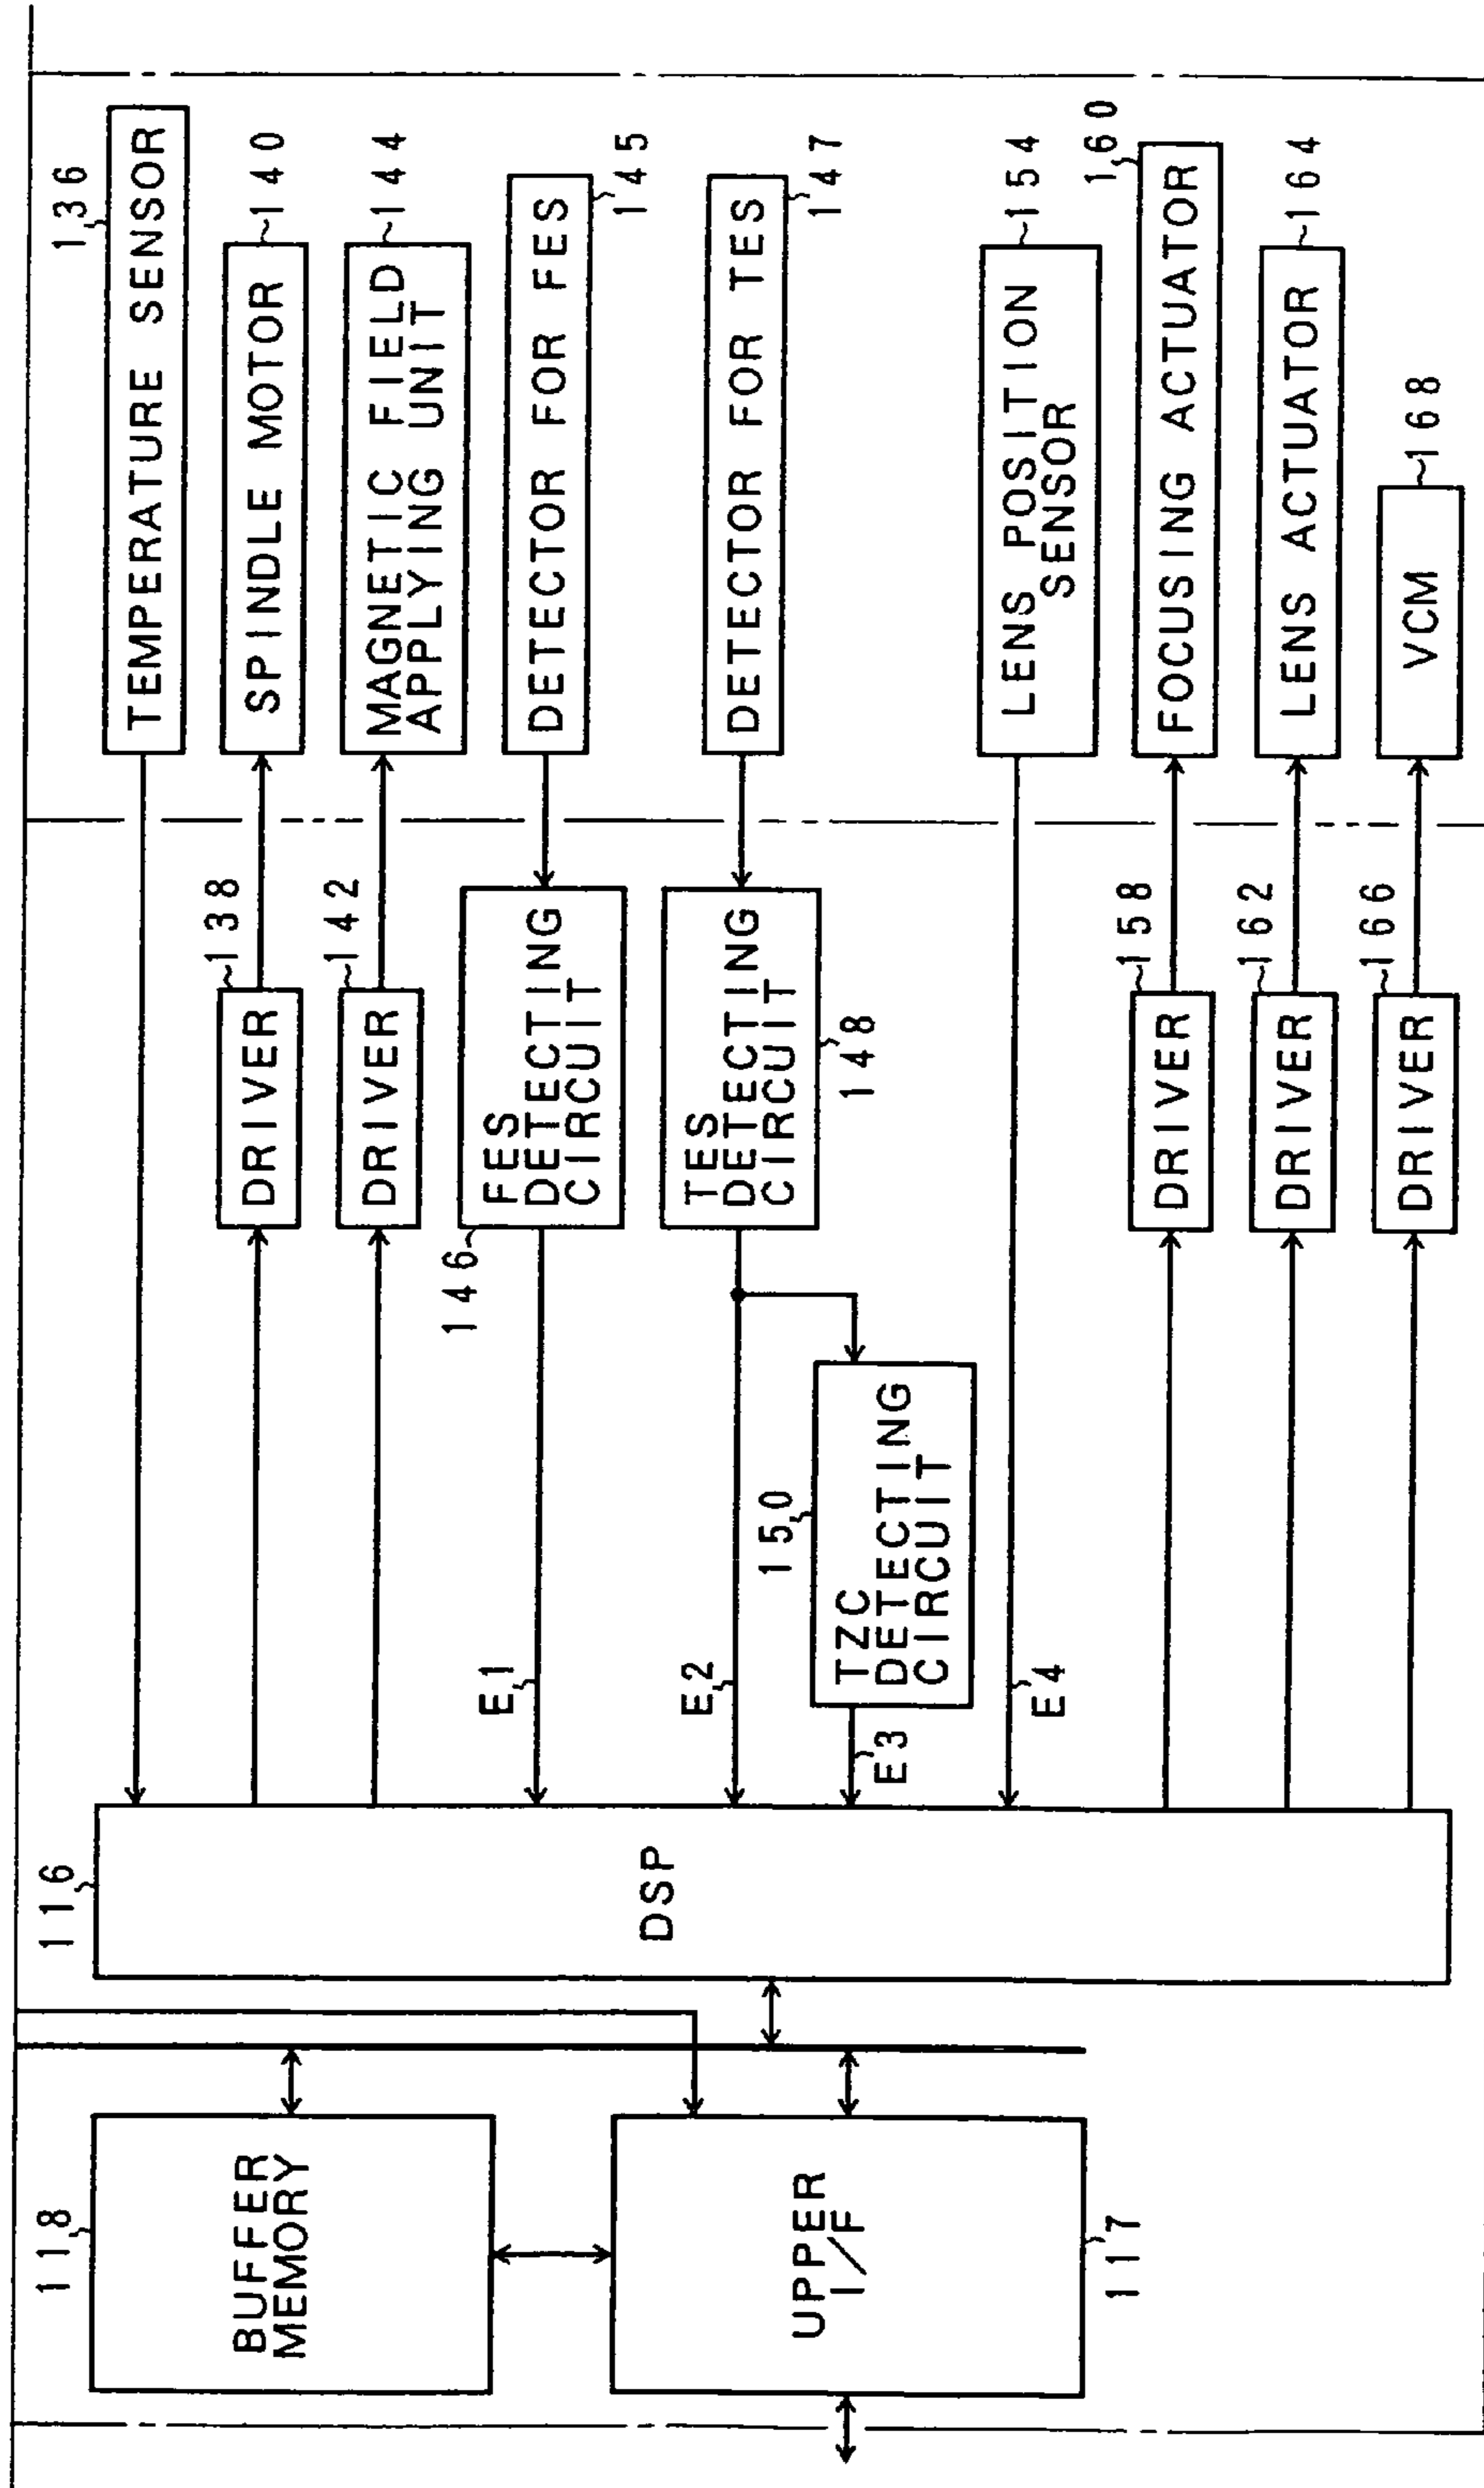 118
BUFFER
MEMORY
UPPER
I/F
117
116
DSP
136
TEMPERATURE SENSOR
DRIVER
138
SPINDLE MOTOR
140
DRIVER
142
MAGNETIC FIELD
APPLYING UNIT
144
E1
146
FES
DETECTING
CIRCUIT
DETECTOR FOR FES
145
E2
TES
DETECTING
CIRCUIT
148
DETECTOR FOR TES
147
150
TZC
DETECTING
CIRCUIT
E3
E4
LENS POSITION
SENSOR
154
DRIVER
158
FOCUSING ACTUATOR
160
DRIVER
162
LENS ACTUATOR
164
DRIVER
166
VCM
168